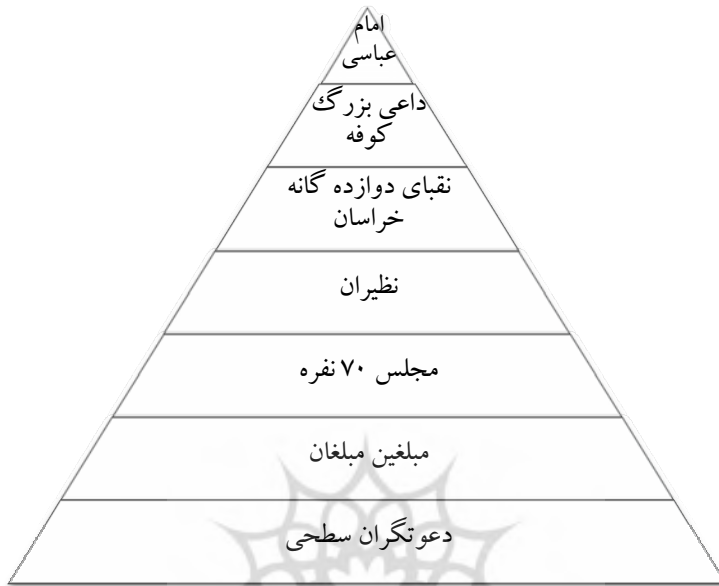 امام
عباسی
داعی بزرگ
کوفه
نقبای دوازده گانه
خراسان
نظیران
مجلس ۷۰ نفره
مبلغین مبلغان
دعوتگران سطحی